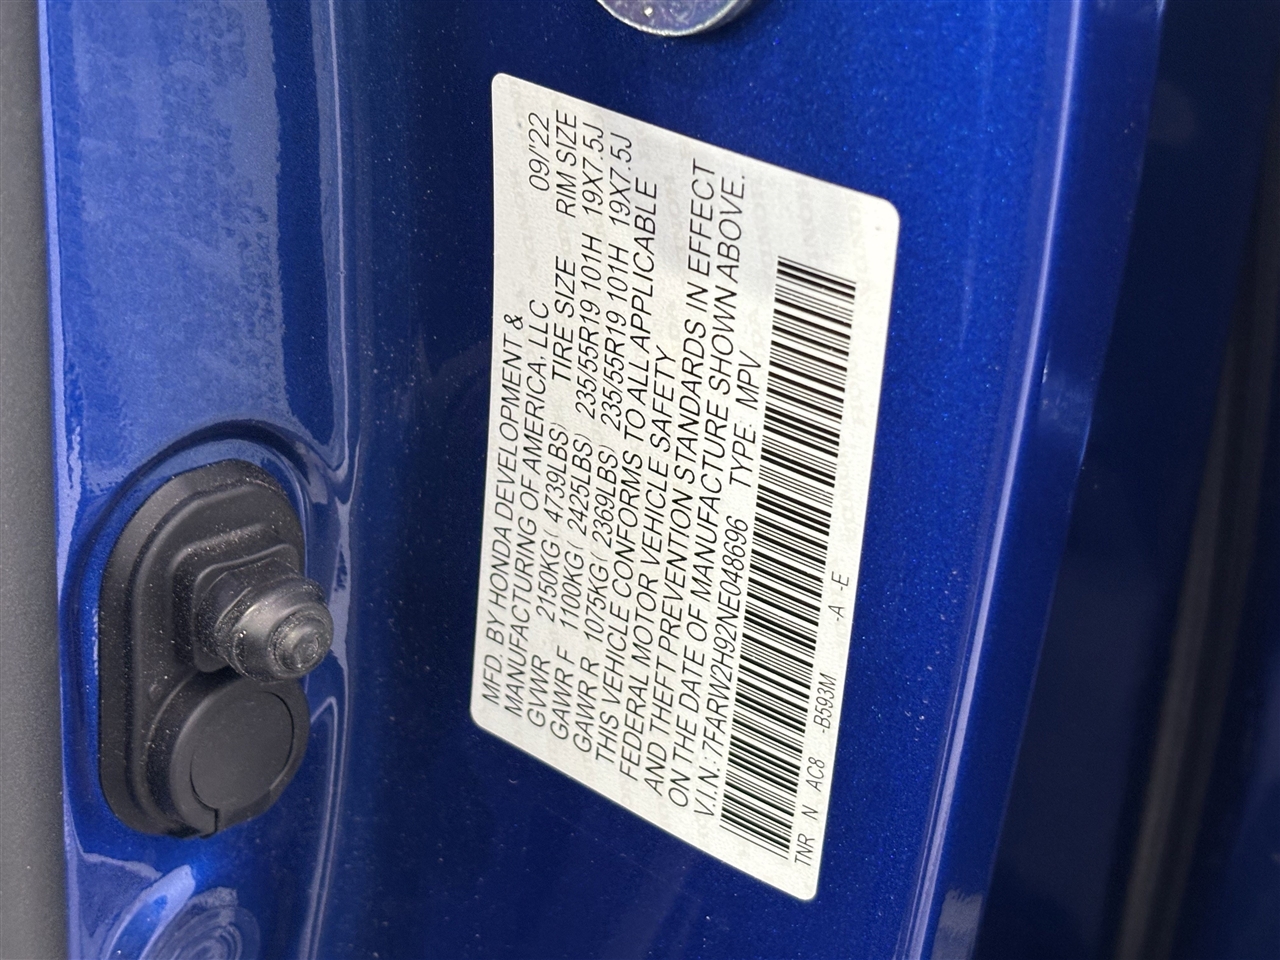 MFD. BY HONDA DEVELOPMENT &
MANUFACTURING OF AMERICA. LLC 09/'22
GVWR 2150KG( 4739LBS) TIRE SIZE RIM SIZE
GAWR F 1100KG( 2425LBS) 235/55R19 101H 19X7.5J
GAWR R 1075KG( 2369LBS) 235/55R19 101H 19X7.5J
THIS VEHICLE CONFORMS TO ALL APPLICABLE
FEDERAL MOTOR VEHICLE SAFETY
AND THEFT PREVENTION STANDARDS IN EFFECT
ON THE DATE OF MANUFACTURE SHOWN ABOVE.
V.I.N.: 7FARW2H92NE048696 TYPE: MPV
TNR N AC8 -B593M -A -E